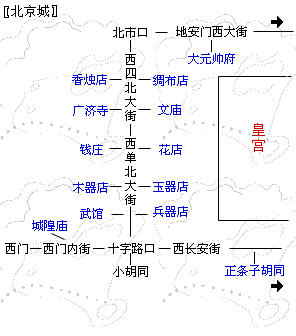 〖北京城〗
北市口 — 地安门西大街 —
大元帅府
西四北大街
香烛店 — 绸布店
广济寺 — 文庙
钱庄 — 西单北大街 — 花店
木器店 — 玉器店
武馆 — 兵器店
城隍庙
西门 — 西门内街 — 十字路口 — 西长安街 —
小胡同
正条子胡同
皇宫